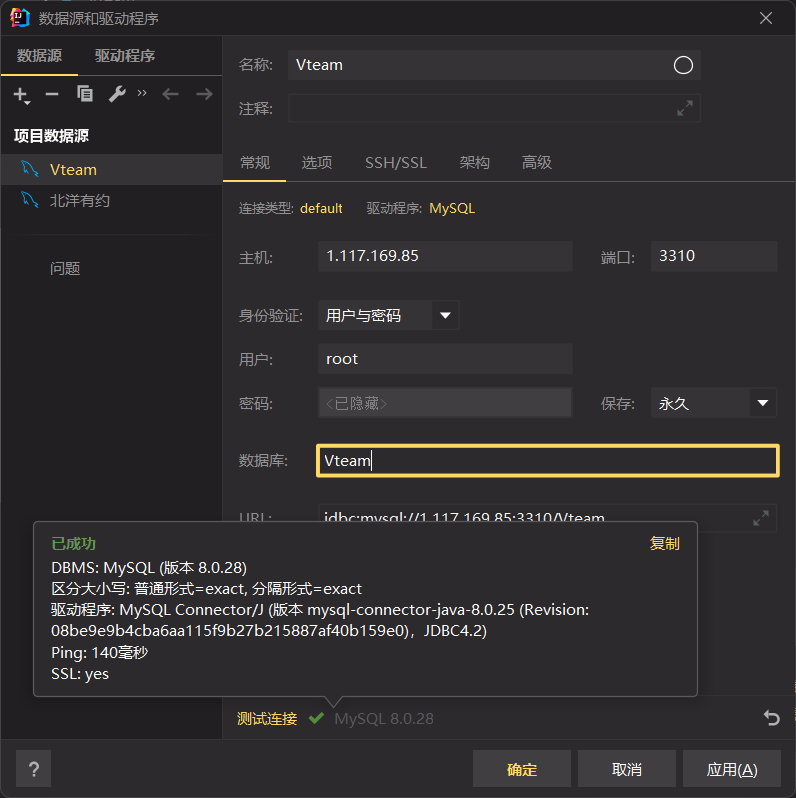 数据源和驱动程序
数据源 驱动程序
项目数据源
Vteam
北洋有约
问题
名称: Vteam
注释:
常规 选项 SSH/SSL 架构 高级
连接类型: default 驱动程序: MySQL
主机: 1.117.169.85 端口: 3310
身份验证: 用户与密码
用户: root
密码: <已隐藏> 保存: 永久
数据库: Vteam
URL: jdbc:mysql://1.117.169.85:3310/Vteam
已成功 复制
DBMS: MySQL (版本 8.0.28)
区分大小写: 普通形式=exact, 分隔形式=exact
驱动程序: MySQL Connector/J (版本 mysql-connector-java-8.0.25 (Revision:
08be9e9b4cba6aa115f9b27b215887af40b159e0)，JDBC4.2)
Ping: 140毫秒
SSL: yes
测试连接 MySQL 8.0.28
? 确定 取消 应用(A)